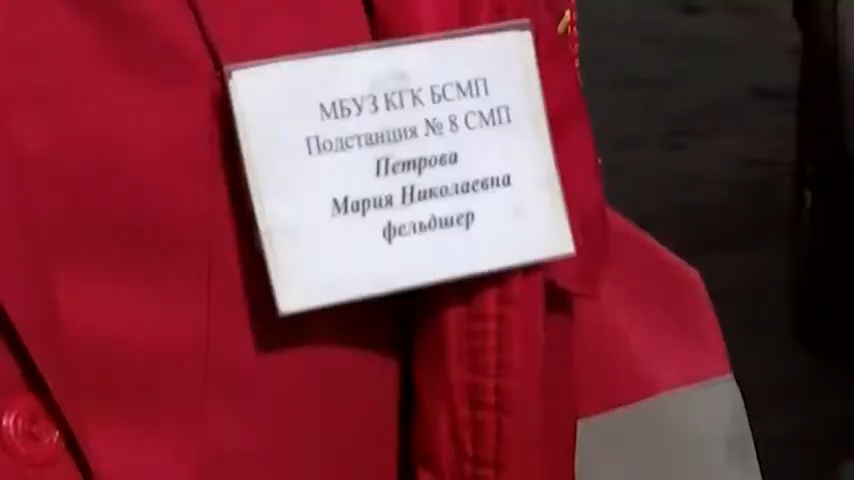 МБУЗ КГК БСМП
Подстанция № 8 СМП
Петрова
Мария Николаевна
фельдшер